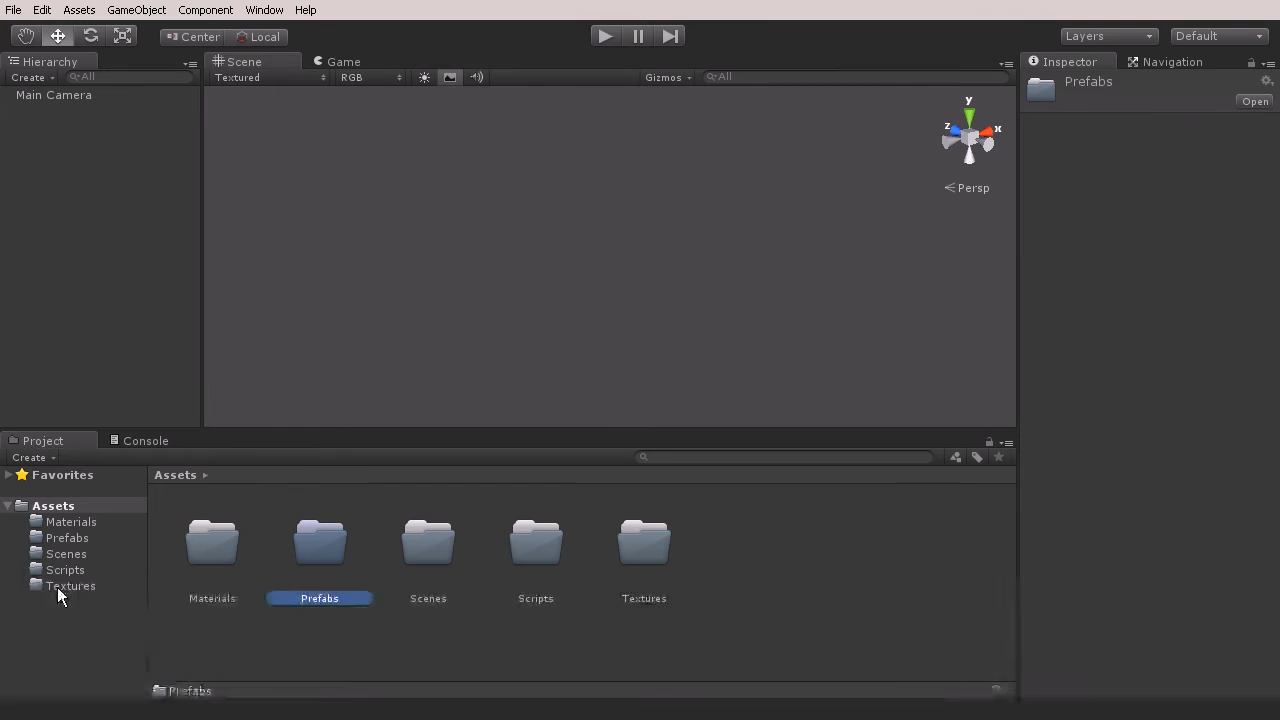 File Edit Assets GameObject Component Window Help
Center Local Layers Default
Hierarchy Scene Game Inspector Navigation
Create All Textured RGB Gizmos All Prefabs
Main Camera Open
y
z x
Persp
Project Console
Create
Favorites Assets
Assets
Materials
Prefabs
Scenes
Scripts
Textures
Materials Prefabs Scenes Scripts Textures
Prefabs